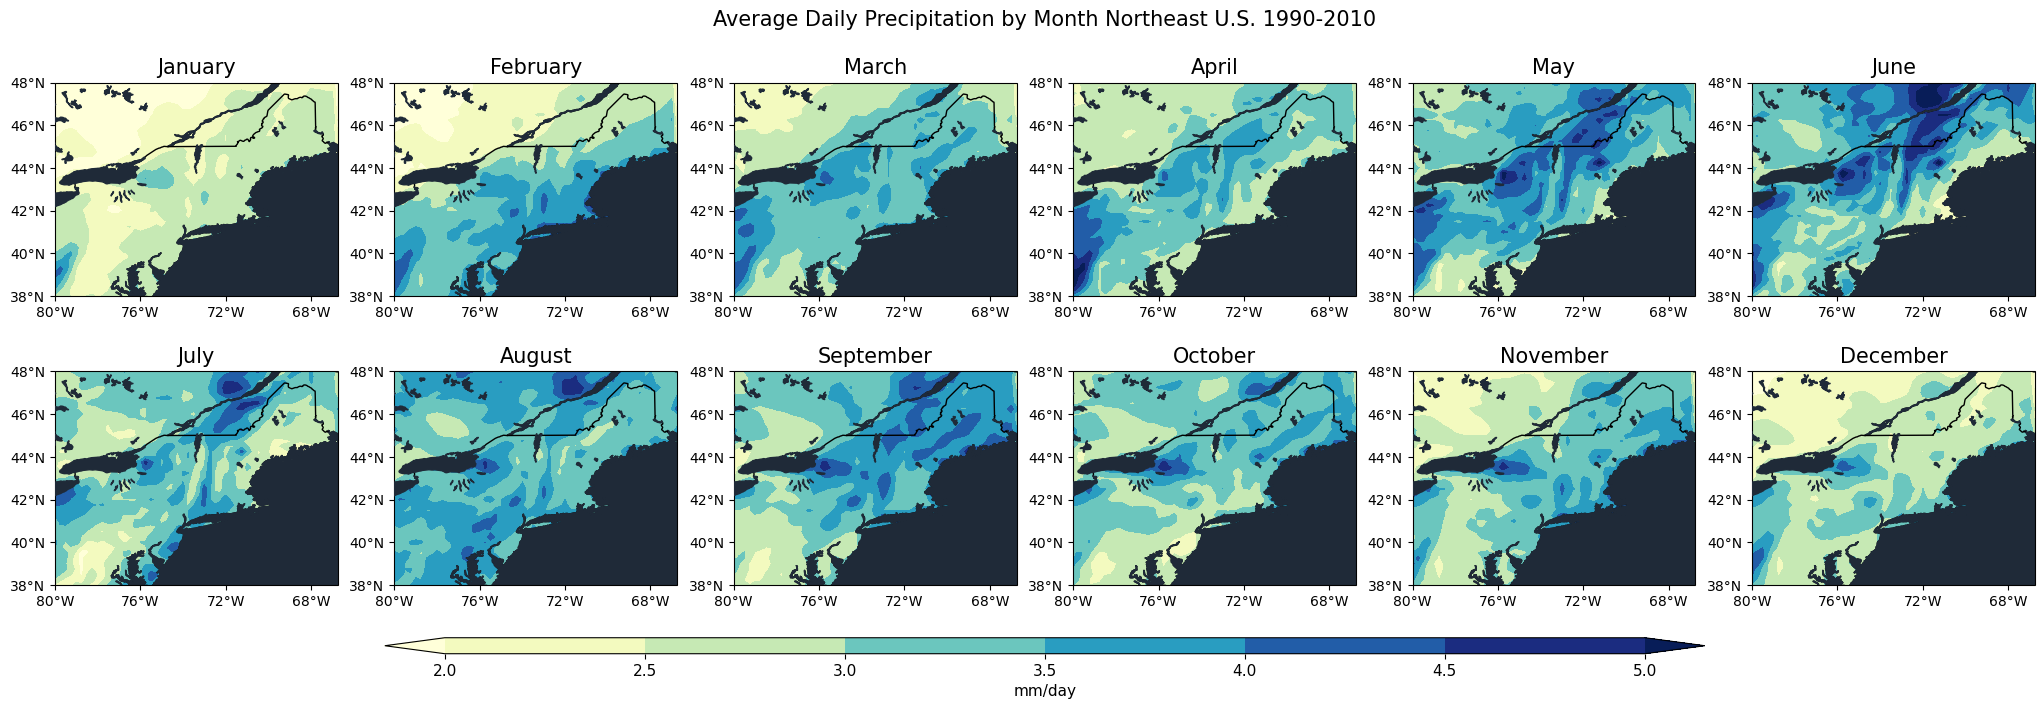 Average Daily Precipitation by Month Northeast U.S. 1990-2010
January February March April May June
48°N 48°N 48°N 48°N 48°N 48°N
46°N 46°N 46°N 46°N 46°N 46°N
44°N 44°N 44°N 44°N 44°N 44°N
42°N 42°N 42°N 42°N 42°N 42°N
40°N 40°N 40°N 40°N 40°N 40°N
38°N 38°N 38°N 38°N 38°N 38°N
80°W 76°W 72°W 68°W 80°W 76°W 72°W 68°W 80°W 76°W 72°W 68°W 80°W 76°W 72°W 68°W 80°W 76°W 72°W 68°W 80°W 76°W 72°W 68°W
July August September October November December
48°N 48°N 48°N 48°N 48°N 48°N
46°N 46°N 46°N 46°N 46°N 46°N
44°N 44°N 44°N 44°N 44°N 44°N
42°N 42°N 42°N 42°N 42°N 42°N
40°N 40°N 40°N 40°N 40°N 40°N
38°N 38°N 38°N 38°N 38°N 38°N
80°W 76°W 72°W 68°W 80°W 76°W 72°W 68°W 80°W 76°W 72°W 68°W 80°W 76°W 72°W 68°W 80°W 76°W 72°W 68°W 80°W 76°W 72°W 68°W
2.0 2.5 3.0 3.5 4.0 4.5 5.0
mm/day